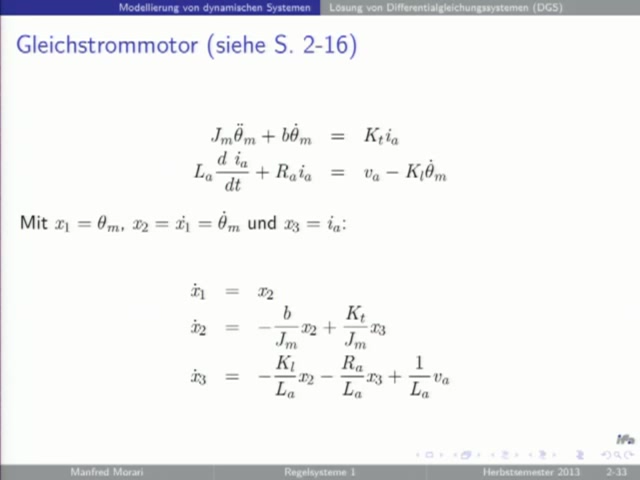 Modellierung von dynamischen Systemen Lösung von Differentialgleichungssystemen (DGS)
Gleichstrommotor (siehe S. 2-16)
J_m θ̈_m + bθ̇_m = K_t i_a
L_a d i_a / dt + R_a i_a = v_a − K_l θ̇_m
Mit x_1 = θ_m, x_2 = ẋ_1 = θ̇_m und x_3 = i_a:
ẋ_1 = x_2
ẋ_2 = − b/J_m x_2 + K_t/J_m x_3
ẋ_3 = − K_l/L_a x_2 − R_a/L_a x_3 + 1/L_a v_a
ifa
Manfred Morari Regelsysteme 1 Herbstsemester 2013 2-33